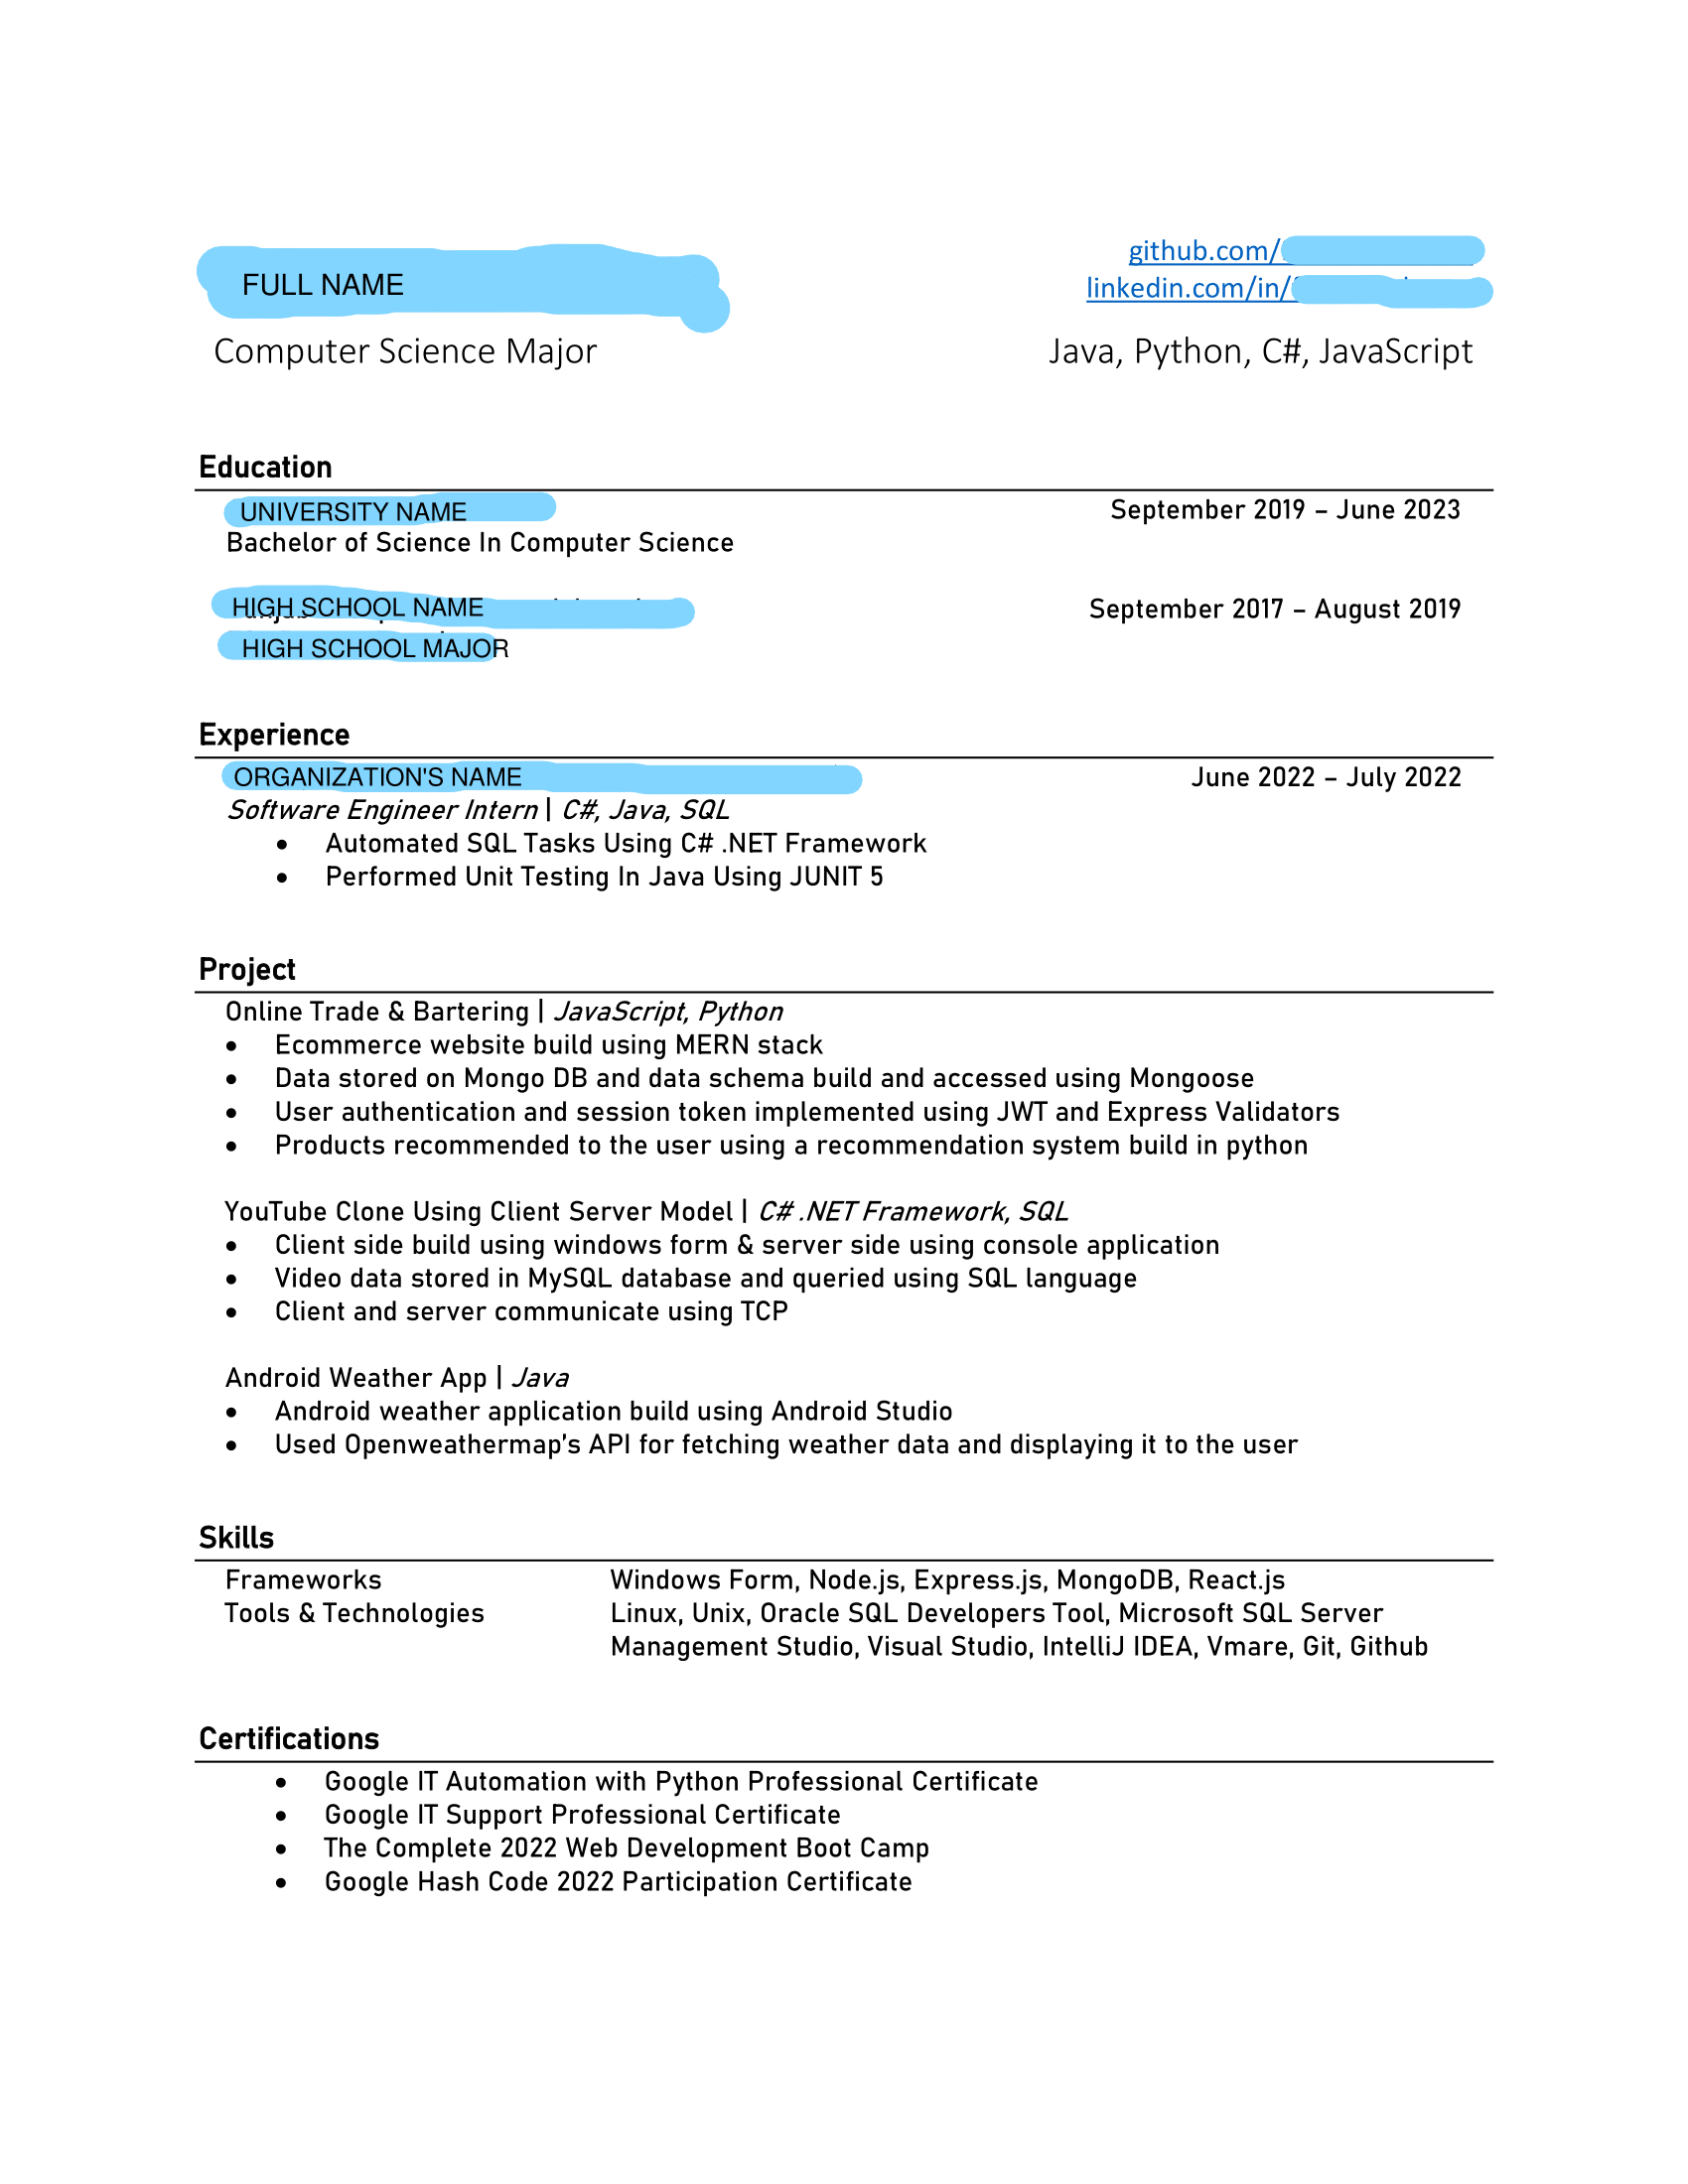 FULL NAME
github.com/
linkedin.com/in/
Computer Science Major
Java, Python, C#, JavaScript
Education
UNIVERSITY NAME
September 2019 – June 2023
Bachelor of Science In Computer Science
HIGH SCHOOL NAME
September 2017 – August 2019
HIGH SCHOOL MAJOR
Experience
ORGANIZATION'S NAME
June 2022 – July 2022
Software Engineer Intern | C#, Java, SQL
• Automated SQL Tasks Using C# .NET Framework
• Performed Unit Testing In Java Using JUNIT 5
Project
Online Trade & Bartering | JavaScript, Python
• Ecommerce website build using MERN stack
• Data stored on Mongo DB and data schema build and accessed using Mongoose
• User authentication and session token implemented using JWT and Express Validators
• Products recommended to the user using a recommendation system build in python
YouTube Clone Using Client Server Model | C# .NET Framework, SQL
• Client side build using windows form & server side using console application
• Video data stored in MySQL database and queried using SQL language
• Client and server communicate using TCP
Android Weather App | Java
• Android weather application build using Android Studio
• Used Openweathermap's API for fetching weather data and displaying it to the user
Skills
Frameworks Windows Form, Node.js, Express.js, MongoDB, React.js
Tools & Technologies Linux, Unix, Oracle SQL Developers Tool, Microsoft SQL Server
Management Studio, Visual Studio, IntelliJ IDEA, Vmare, Git, Github
Certifications
• Google IT Automation with Python Professional Certificate
• Google IT Support Professional Certificate
• The Complete 2022 Web Development Boot Camp
• Google Hash Code 2022 Participation Certificate